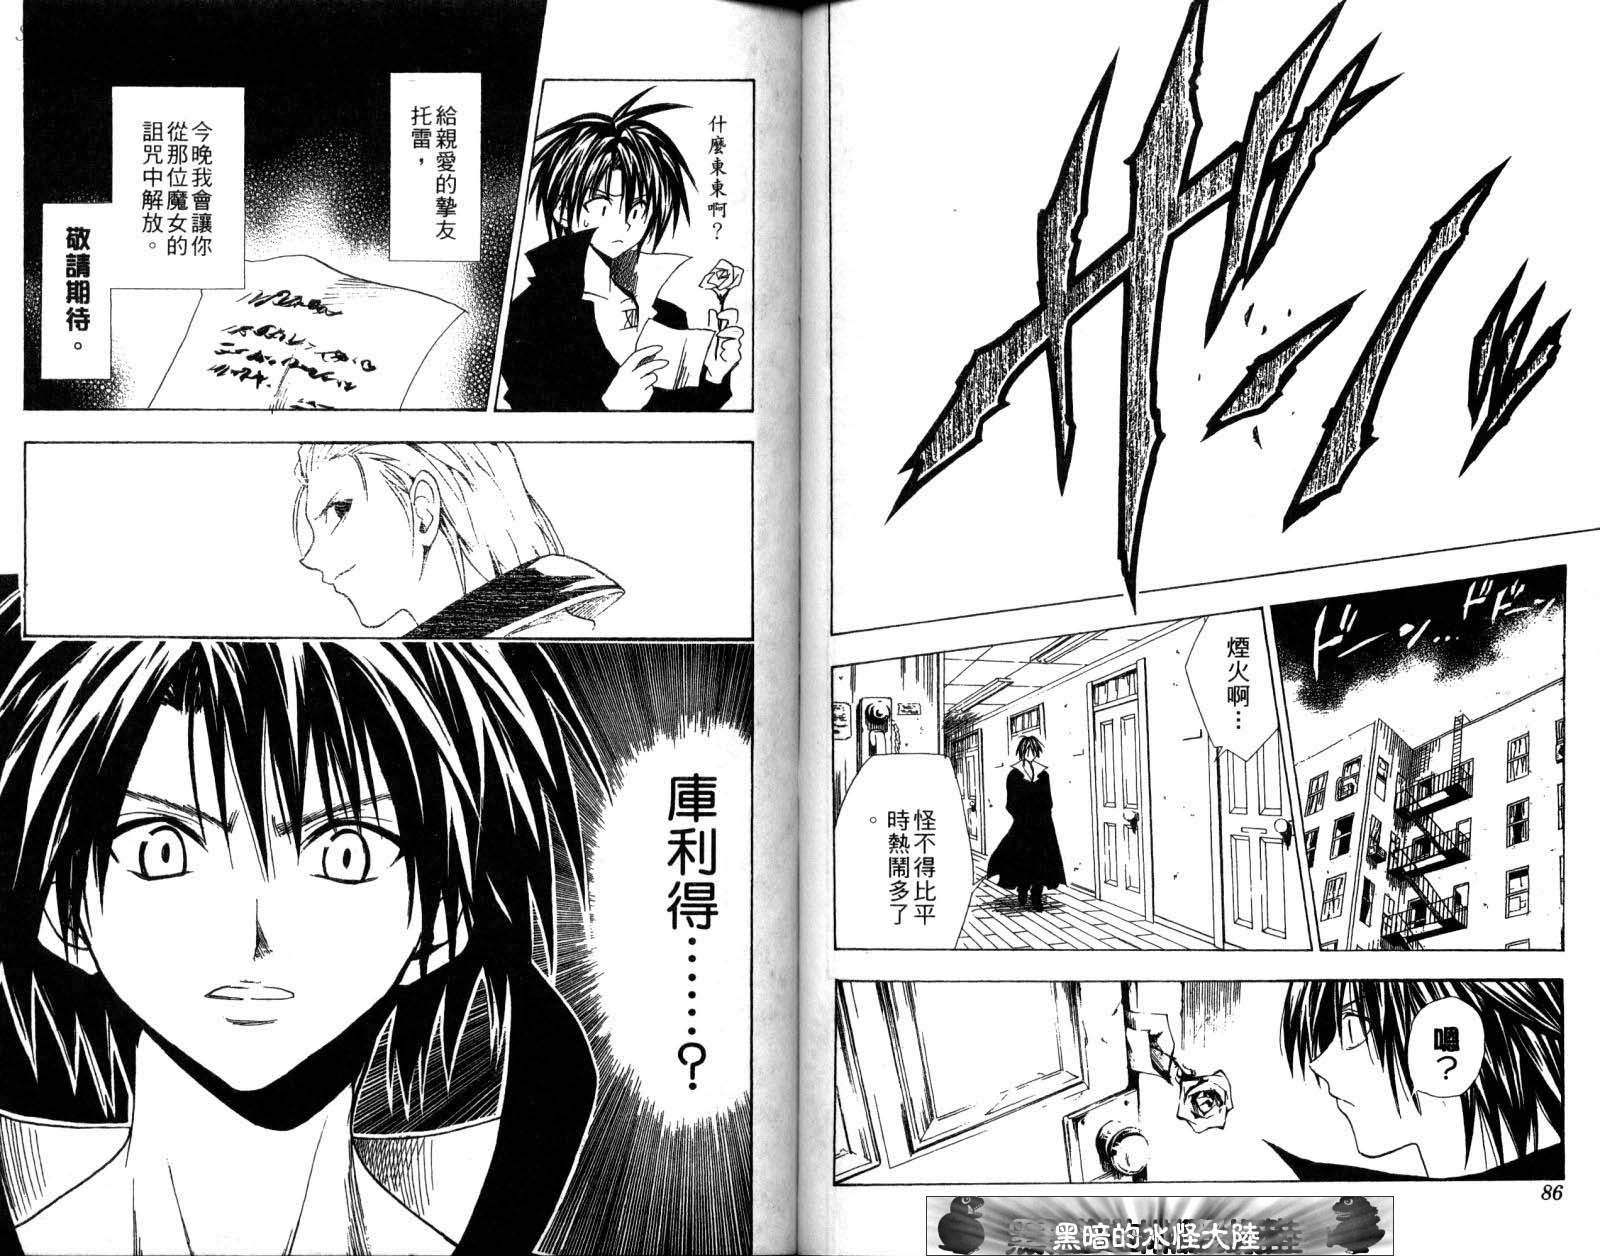 ドーン…
ドドーン
煙火啊…
怪不得比平
時熱鬧多了
。
嗯？
86
什麼東東啊？
XIII
給親愛的摯友
托雷，
今晚我會讓你
從那位魔女的
詛咒中解放。
敬請期待。
庫利得……？
黑暗的水怪大陸